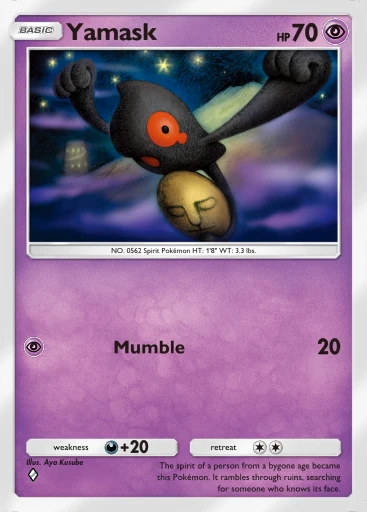 BASIC Yamask HP 70
NO. 0562 Spirit Pokémon HT: 1'8" WT: 3.3 lbs.
Mumble 20
weakness +20 retreat
Illus. Aya Kusube
The spirit of a person from a bygone age became
this Pokémon. It rambles through ruins, searching
for someone who knows its face.